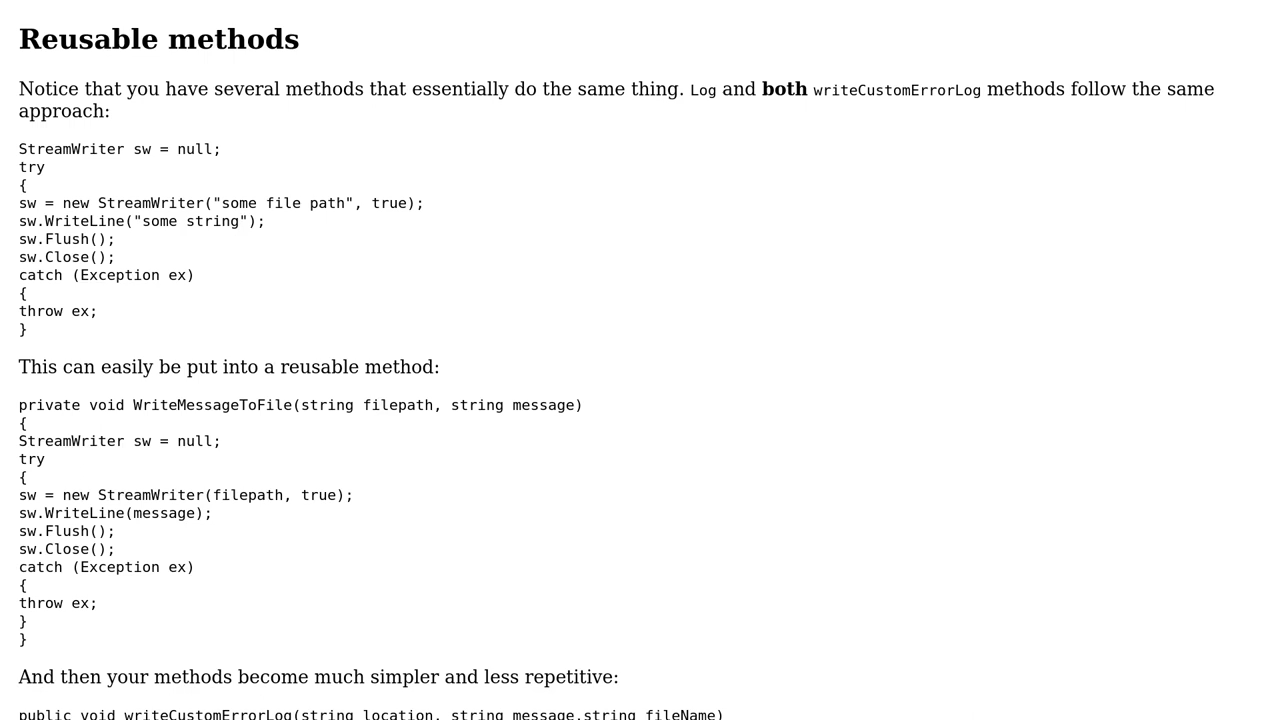 Reusable methods
Notice that you have several methods that essentially do the same thing. Log and both writeCustomErrorLog methods follow the same
approach:
StreamWriter sw = null;
try
{
sw = new StreamWriter("some file path", true);
sw.WriteLine("some string");
sw.Flush();
sw.Close();
catch (Exception ex)
{
throw ex;
}
This can easily be put into a reusable method:
private void WriteMessageToFile(string filepath, string message)
{
StreamWriter sw = null;
try
{
sw = new StreamWriter(filepath, true);
sw.WriteLine(message);
sw.Flush();
sw.Close();
catch (Exception ex)
{
throw ex;
}
}
And then your methods become much simpler and less repetitive:
public void writeCustomErrorLog(string location, string message,string fileName)